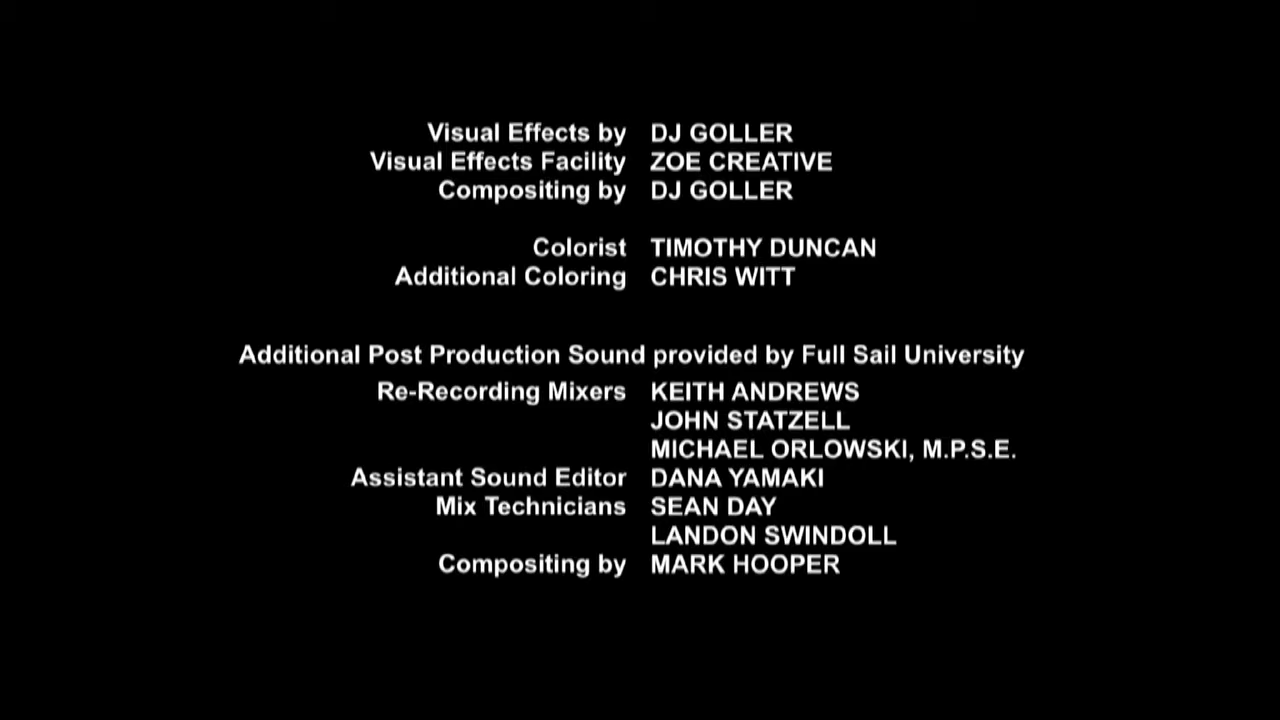 Visual Effects by DJ GOLLER
Visual Effects Facility ZOE CREATIVE
Compositing by DJ GOLLER
Colorist TIMOTHY DUNCAN
Additional Coloring CHRIS WITT
Additional Post Production Sound provided by Full Sail University
Re-Recording Mixers KEITH ANDREWS
JOHN STATZELL
MICHAEL ORLOWSKI, M.P.S.E.
Assistant Sound Editor DANA YAMAKI
Mix Technicians SEAN DAY
LANDON SWINDOLL
Compositing by MARK HOOPER